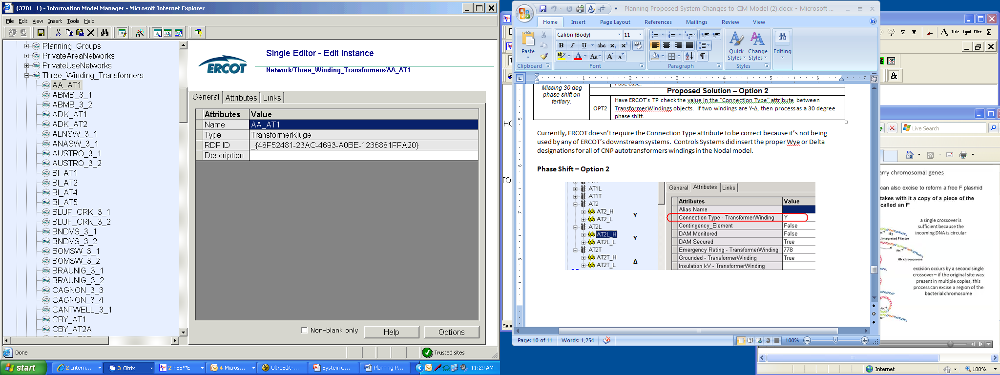 (3701_1) - Information Model Manager - Microsoft Internet Explorer
File Edit View Insert Tools Help
Planning_Groups
PrivateAreaNetworks
PrivateUseNetworks
Three_Winding_Transformers
AA_AT1
ABMB_3_1
ABMB_3_2
ADK_AT1
ADK_AT2
ALNSW_3_1
ANASW_3_1
AUSTRO_3_1
AUSTRO_3_2
BI_AT1
BI_AT2
BI_AT4
BI_AT5
BLUF_CRK_3_1
BLUF_CRK_3_2
BNDVS_3_1
BNDVS_3_2
BOMSW_3_1
BOMSW_3_2
BRAUNIG_3_1
BRAUNIG_3_2
CAGNON_3_3
CAGNON_3_4
CANTWELL_3_1
CBY_AT1
CBY_AT2A
ERCOT
Single Editor - Edit Instance
Network/Three_Winding_Transformers/AA_AT1
General Attributes Links
Attributes Value
Name AA_AT1
Type TransformerKluge
RDF ID _{48F52481-23AC-4693-A0BE-1236881FFA20}
Description
Non-blank only Help Options
Done Trusted sites
start 2 Intern... 3 Citrix 2 PSS™E 4 Micros... UltraEdit-... System C... Planning P... 11:29 AM
Planning Proposed System Changes to CIM Model (2).docx - Microsoft ...
Home Insert Page Layout References Mailings Review View
Paste
Clipboard
Calibri (Body) 11
Font
Paragraph
Quick Styles
Change Styles
Styles
Editing
Missing 30 deg
phase shift on
tertiary.
PSSE case.
Proposed Solution – Option 2
OPT2
Have ERCOT's TP check the value in the "Connection Type" attribute between
TransformerWindings objects. If two windings are Y-Δ, then process as a 30 degree
phase shift.
Currently, ERCOT doesn't require the Connection Type attribute to be correct because it's not being
used by any of ERCOT's downstream systems. Controls Systems did insert the proper Wye or Delta
designations for all of CNP autotransformers windings in the Nodal model.
Phase Shift – Option 2
AT1L
AT1T
AT2
AT2_H
AT2_L
Y
AT2L
AT2L_H
AT2L_L
Y
AT2T
AT2T_H
AT2T_L
Δ
General Attributes Links
Attributes Value
Alias Name
Connection Type - TransformerWinding Y
Contingency_Element False
DAM Monitored False
DAM Secured True
Emergency Rating - TransformerWinding 778
Grounded - TransformerWinding True
Insulation kV - TransformerWinding
Page: 10 of 11 Words: 1,254 100%
Title Lgnd Files
Live Search
arry chromosomal genes
can also excise to reform a free F plasmid
takes with it a copy of a piece of the
called an F'
a single crossover is
sufficient because the
incoming DNA is circular
IS2
Integrated F factor
lac+
Hfr chromosome
excision occurs by a second single
crossover – if the original site was
present in multiple copies, this
process can excise a region of the
bacterial chromosome
lac+
lac-
Internet 100%